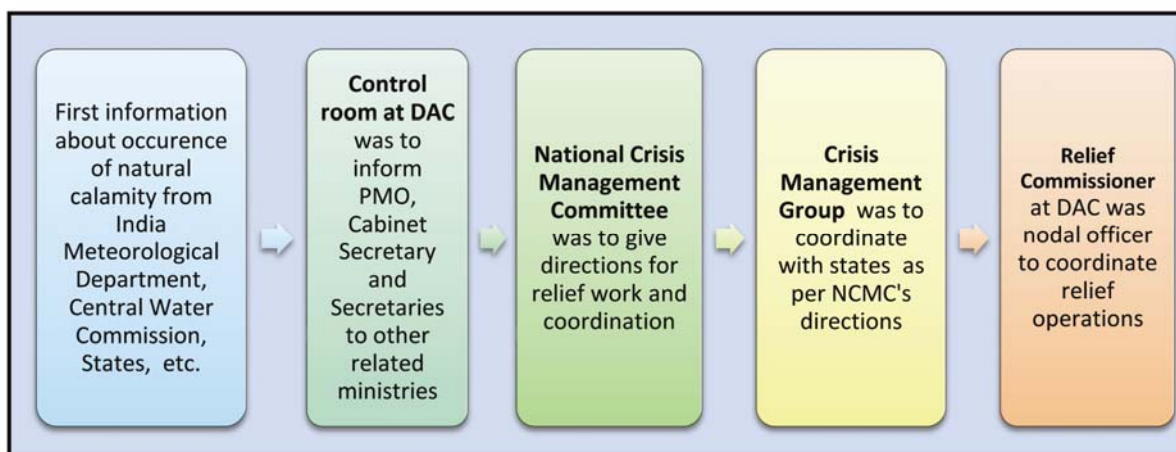 First information
about occurence
of natural
calamity from
India
Meteorological
Department,
Central Water
Commission,
States, etc.
Control
room at DAC
was to
inform
PMO,
Cabinet
Secretary
and
Secretaries
to other
related
ministries
National Crisis
Management
Committee
was to give
directions for
relief work and
coordination
Crisis
Management
Group was to
coordinate
with states as
per NCMC's
directions
Relief
Commissioner
at DAC was
nodal officer
to coordinate
relief
operations